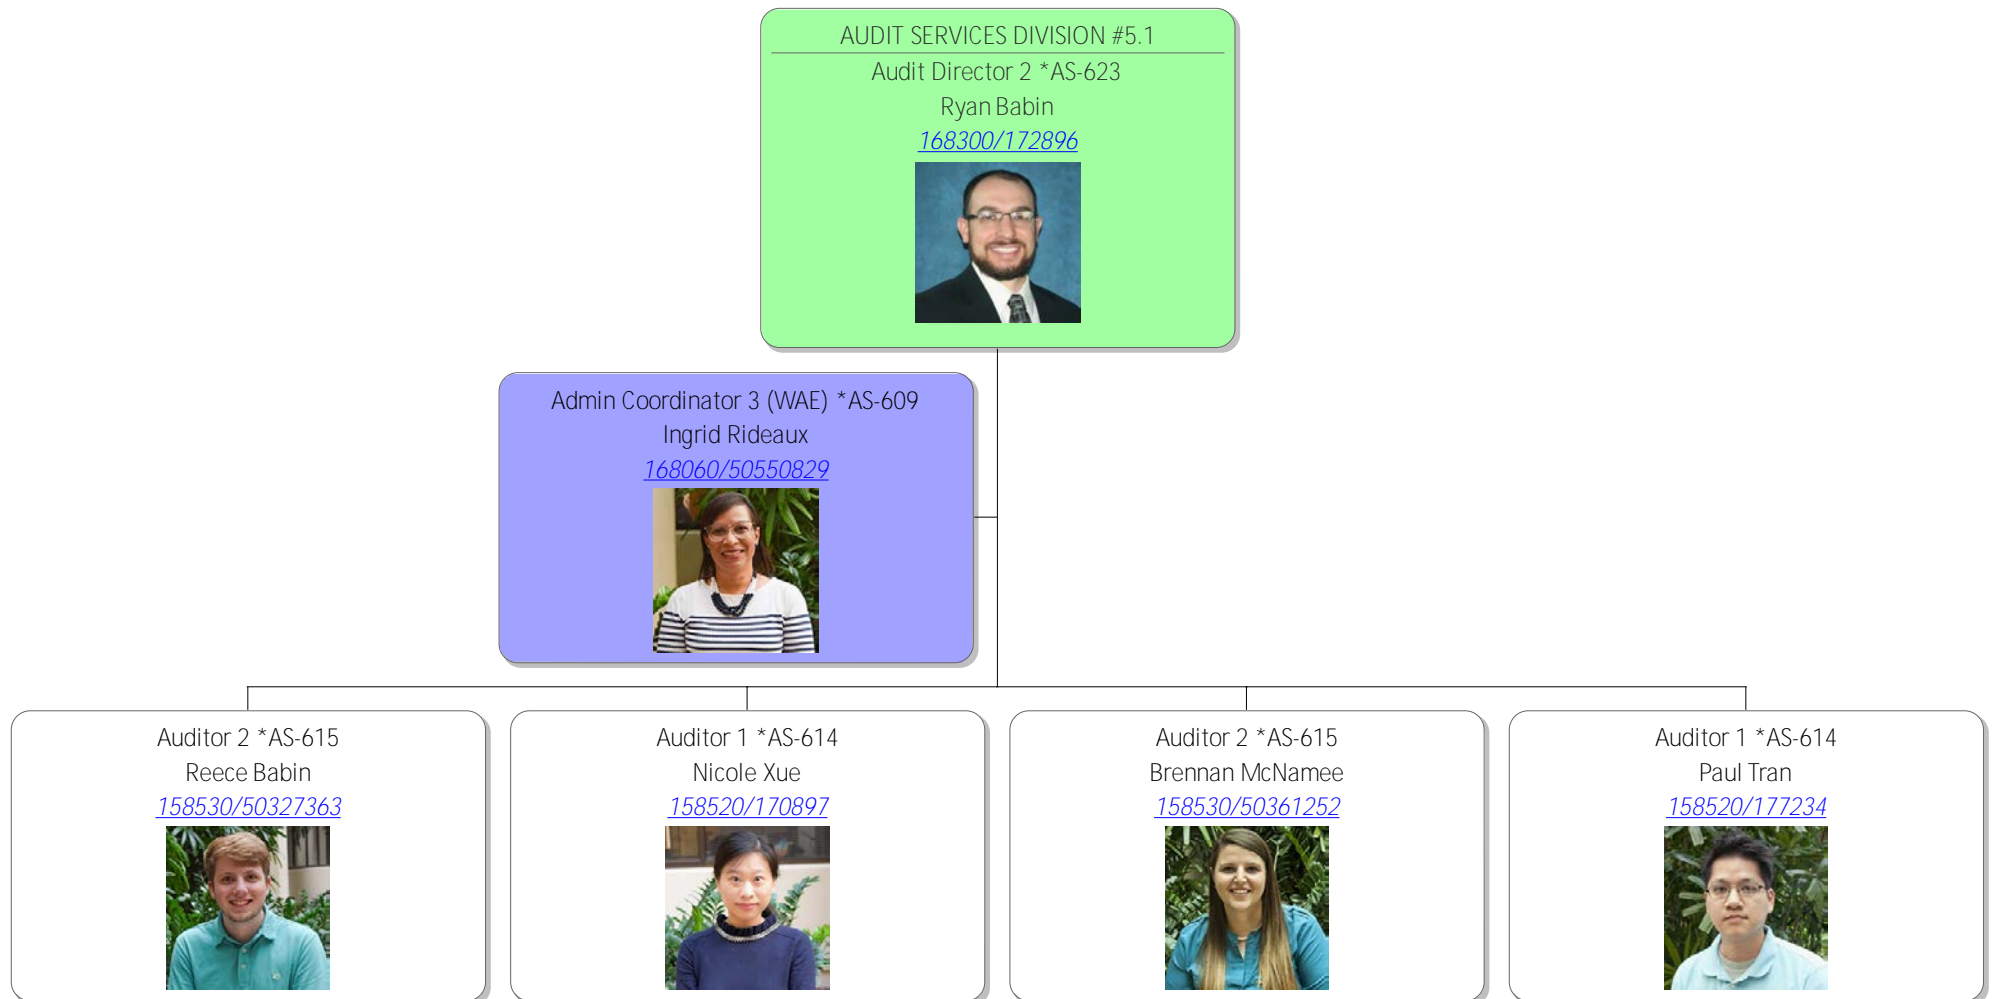 AUDIT SERVICES DIVISION #5.1
Audit Director 2 *AS-623
Ryan Babin
168300/172896
Admin Coordinator 3 (WAE) *AS-609
Ingrid Rideaux
168060/50550829
Auditor 2 *AS-615
Reece Babin
158530/50327363
Auditor 1 *AS-614
Nicole Xue
158520/170897
Auditor 2 *AS-615
Brennan McNamee
158530/50361252
Auditor 1 *AS-614
Paul Tran
158520/177234